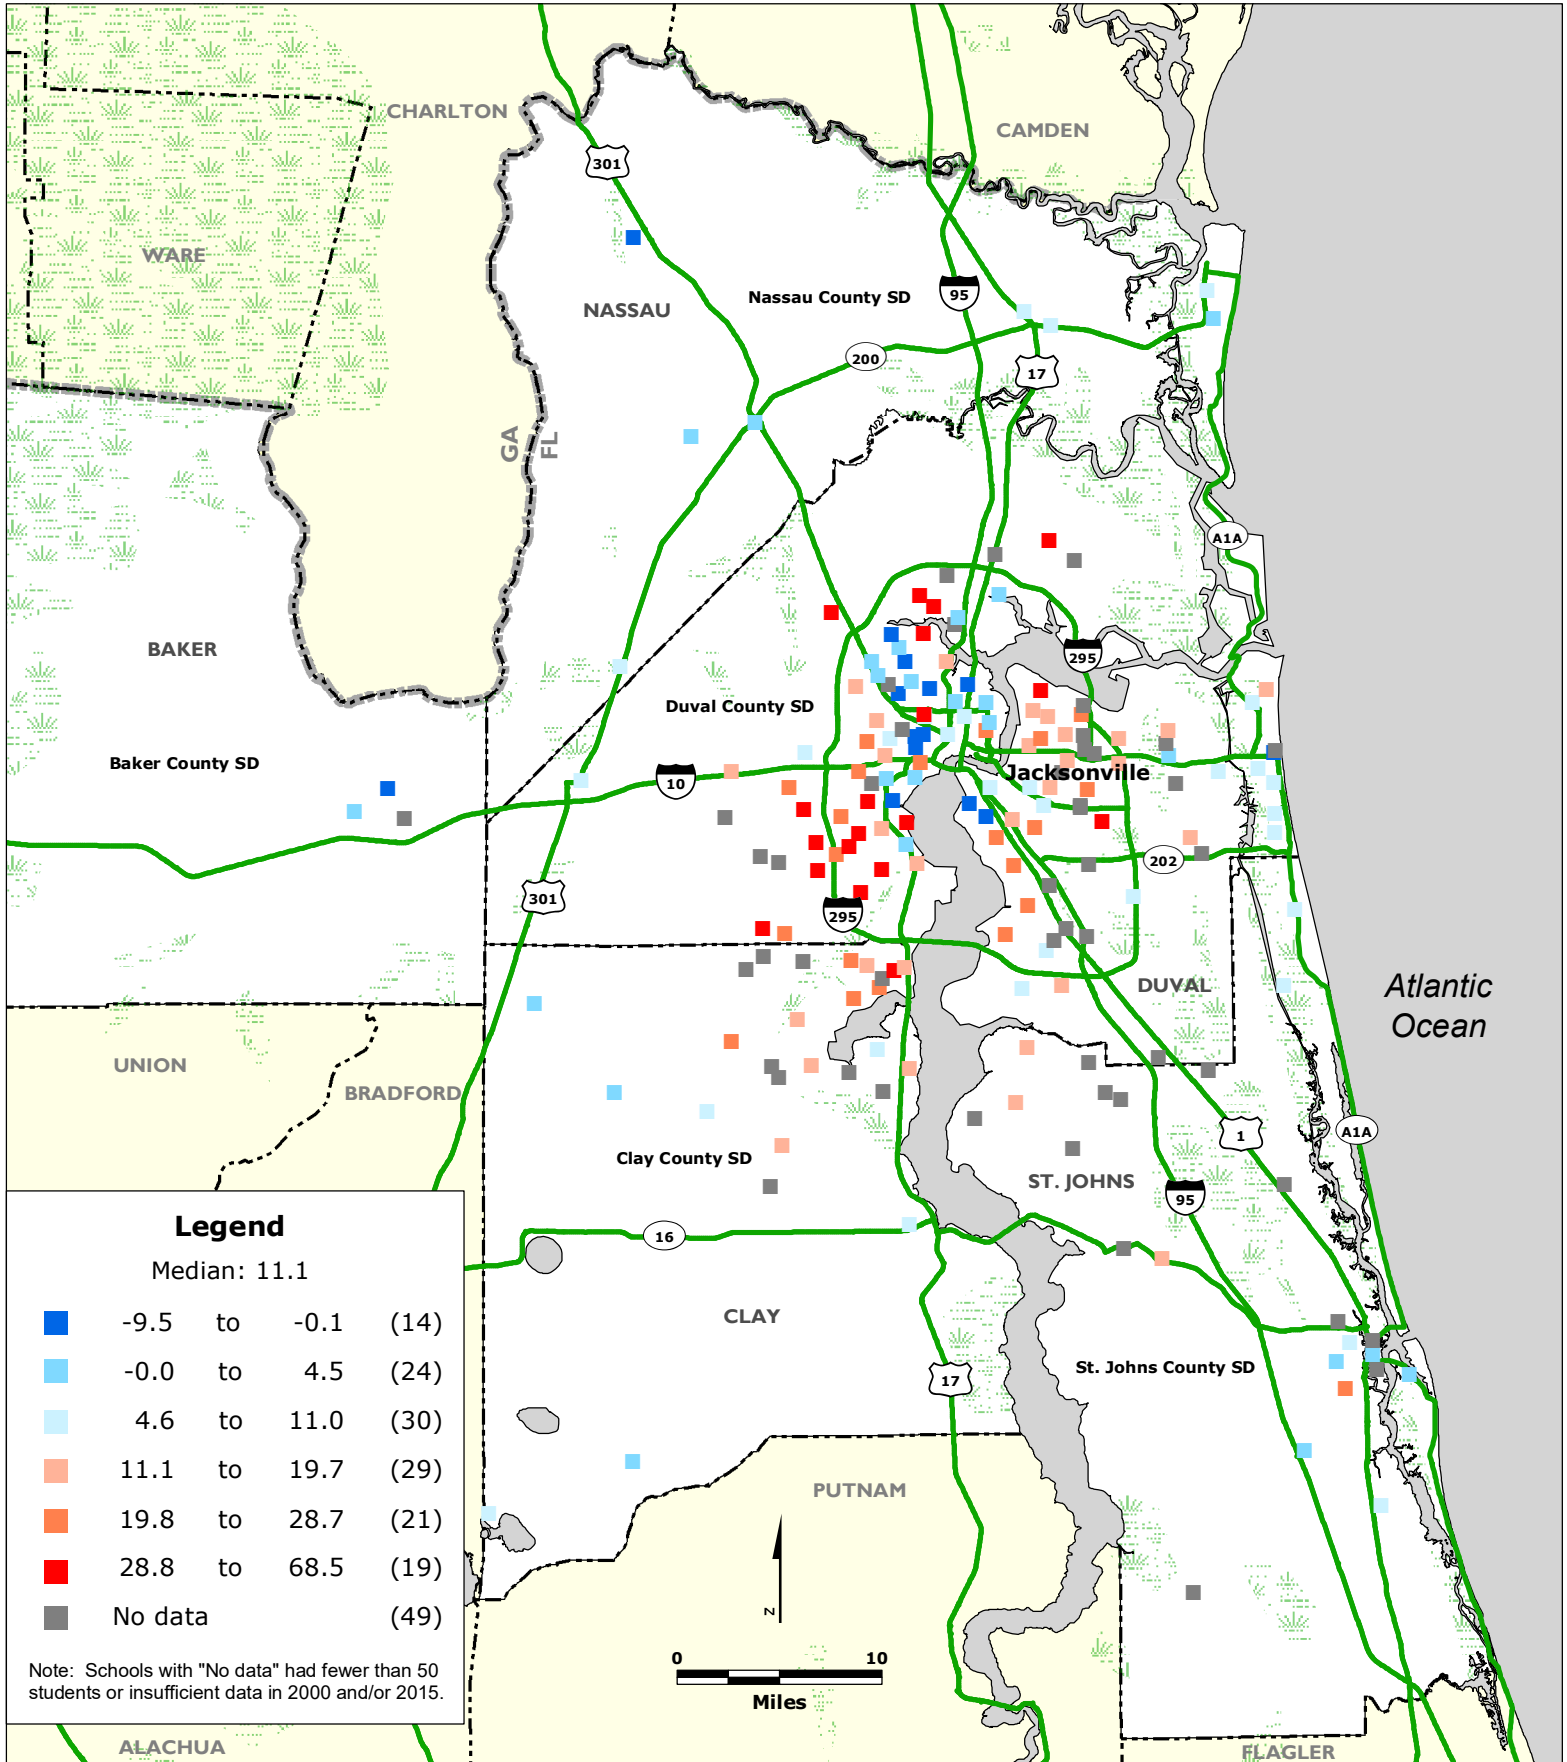 CHARLTON
CAMDEN
301
WARE
95
Nassau County SD
NASSAU
200
17
GA
FL
A1A
BAKER
295
Duval County SD
Baker County SD
Jacksonville
10
202
301
295
Atlantic
Ocean
DUVAL
UNION
BRADFORD
1
A1A
Clay County SD
ST. JOHNS
95
16
CLAY
St. Johns County SD
17
PUTNAM
Legend
Median: 11.1
-9.5 to -0.1 (14)
-0.0 to 4.5 (24)
4.6 to 11.0 (30)
11.1 to 19.7 (29)
19.8 to 28.7 (21)
28.8 to 68.5 (19)
No data (49)
Note: Schools with "No data" had fewer than 50
students or insufficient data in 2000 and/or 2015.
N
0 10
Miles
ALACHUA
FLAGLER